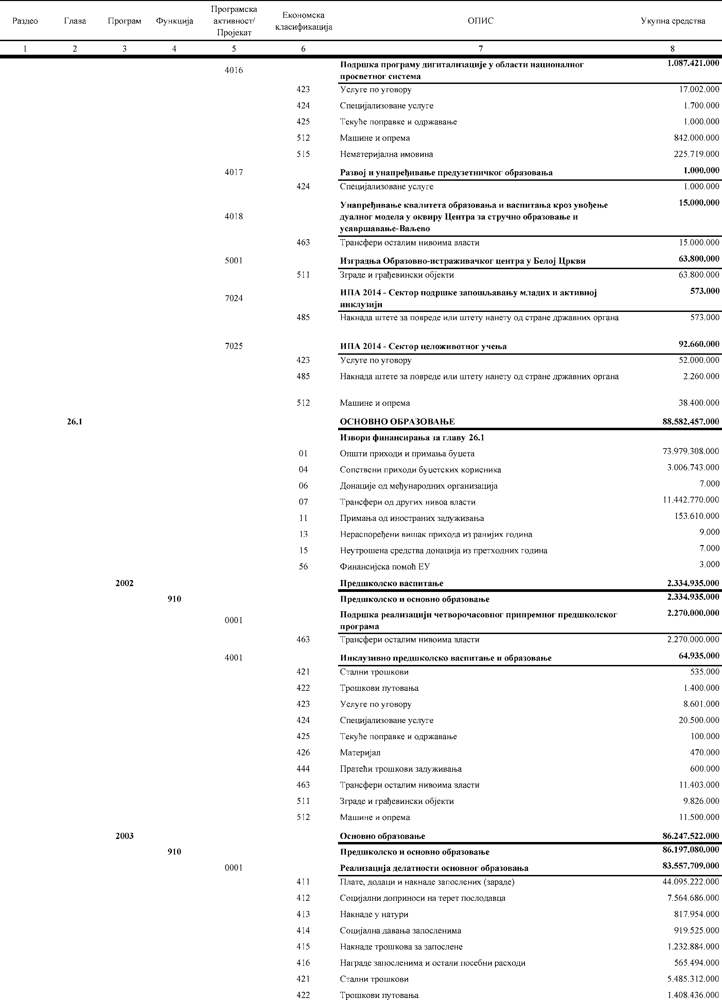 Раздео Глава Програм Функција Програмска активност/ Пројекат Економска класификација ОПИС Укупна средства
1 2 3 4 5 6 7 8
4016 Подршка програму дигитализације у области националног 1.087.421.000
просветног система
423 Услуге по уговору 17.002.000
424 Специјализоване услуге 1.700.000
425 Текуће поправке и одржавање 1.000.000
512 Машине и опрема 842.000.000
515 Нематеријална имовина 225.719.000
4017 Развој и унапређивање предузетничког образовања 1.000.000
424 Специјализоване услуге 1.000.000
Унапређивање квалитета образовања и васпитања кроз увођење 15.000.000
4018 дуалног модела у оквиру Центра за стручно образовање и
усавршавање-Ваљево
463 Трансфери осталим нивоима власти 15.000.000
5001 Изградња Образовно-истраживачког центра у Белој Цркви 63.800.000
511 Зграде и грађевински објекти 63.800.000
7024 ИПА 2014 - Сектор подршке запошљавању младих и активној 573.000
инклузији
485 Накнада штете за повреде или штету нанету од стране државних органа 573.000
7025 ИПА 2014 - Сектор целоживотног учења 92.660.000
423 Услуге по уговору 52.000.000
485 Накнада штете за повреде или штету нанету од стране државних органа 2.260.000
512 Машине и опрема 38.400.000
26.1 ОСНОВНО ОБРАЗОВАЊЕ 88.582.457.000
Извори финансирања за главу 26.1
01 Општи приходи и примања буџета 73.979.308.000
04 Сопствени приходи буџетских корисника 3.006.743.000
06 Донације од међународних организација 7.000
07 Трансфери од других нивоа власти 11.442.770.000
11 Примања од иностраних задуживања 153.610.000
13 Нераспоређени вишак прихода из ранијих година 9.000
15 Неутрошена средства донација из претходних година 7.000
56 Финансијска помоћ ЕУ 3.000
2002 Предшколско васпитање 2.334.935.000
910 Предшколско и основно образовање 2.334.935.000
0001 Подршка реализацији четворочасовног припремног предшколског 2.270.000.000
програма
463 Трансфери осталим нивоима власти 2.270.000.000
4001 Инклузивно предшколско васпитање и образовање 64.935.000
421 Стални трошкови 535.000
422 Трошкови путовања 1.400.000
423 Услуге по уговору 8.601.000
424 Специјализоване услуге 20.500.000
425 Текуће поправке и одржавање 100.000
426 Материјал 470.000
444 Пратећи трошкови задуживања 600.000
463 Трансфери осталим нивоима власти 11.403.000
511 Зграде и грађевински објекти 9.826.000
512 Машине и опрема 11.500.000
2003 Основно образовање 86.247.522.000
910 Предшколско и основно образовање 86.197.080.000
0001 Реализација делатности основног образовања 83.557.709.000
411 Плате, додаци и накнаде запослених (зараде) 44.095.222.000
412 Социјални доприноси на терет послодавца 7.564.686.000
413 Накнаде у натури 817.954.000
414 Социјална давања запосленима 919.525.000
415 Накнаде трошкова за запослене 1.232.884.000
416 Награде запосленима и остали посебни расходи 565.494.000
421 Стални трошкови 5.485.312.000
422 Трошкови путовања 1.408.436.000